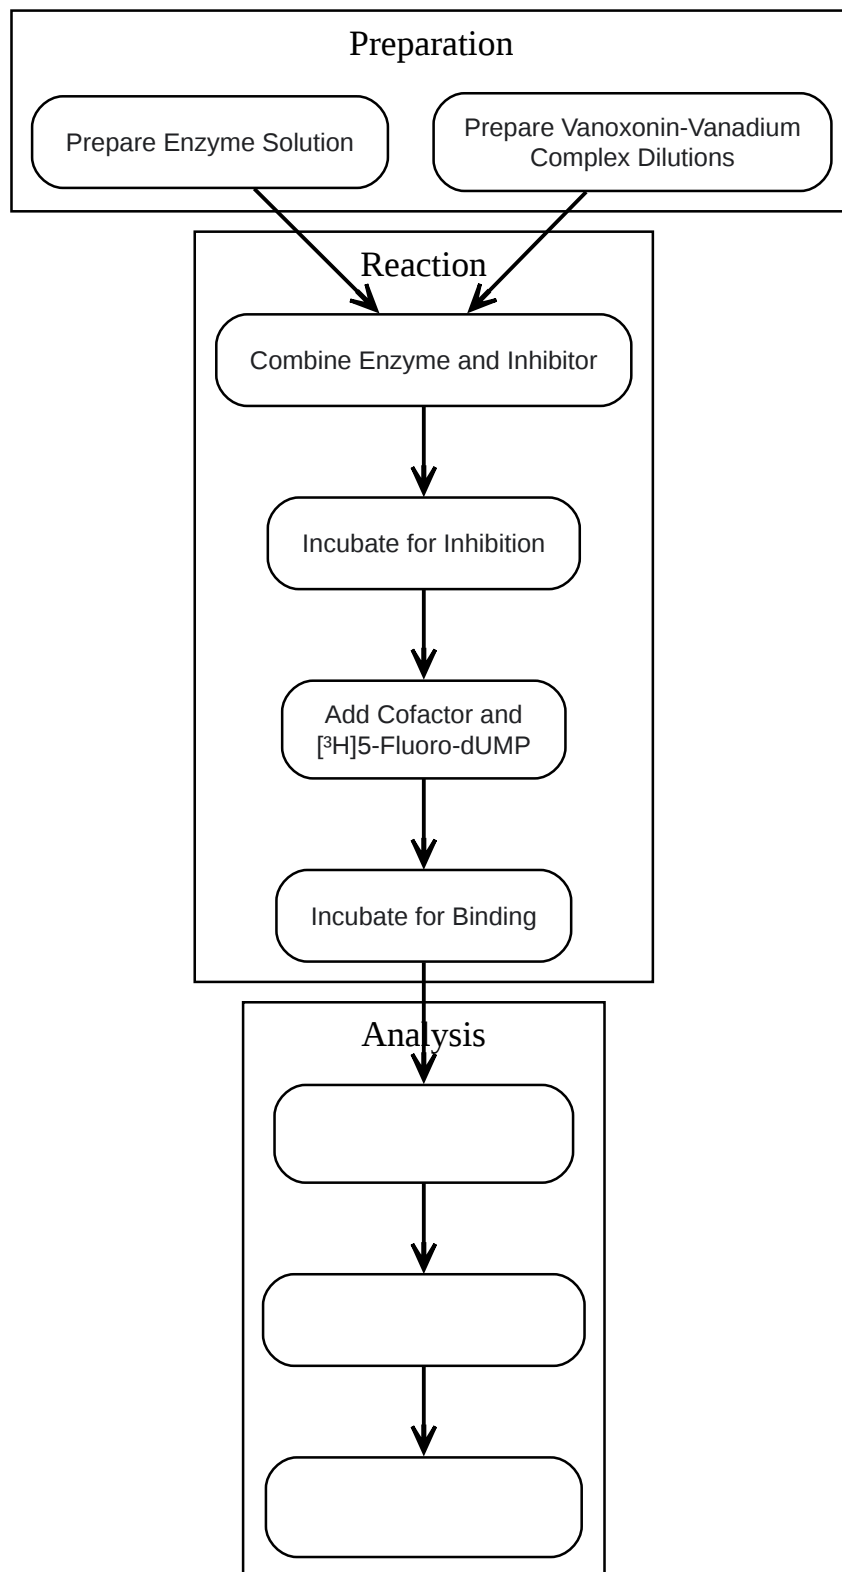 Preparation
Prepare Enzyme Solution
Prepare Vanoxonin-Vanadium
Complex Dilutions
Reaction
Combine Enzyme and Inhibitor
Incubate for Inhibition
Add Cofactor and
[³H]5-Fluoro-dUMP
Incubate for Binding
Analysis